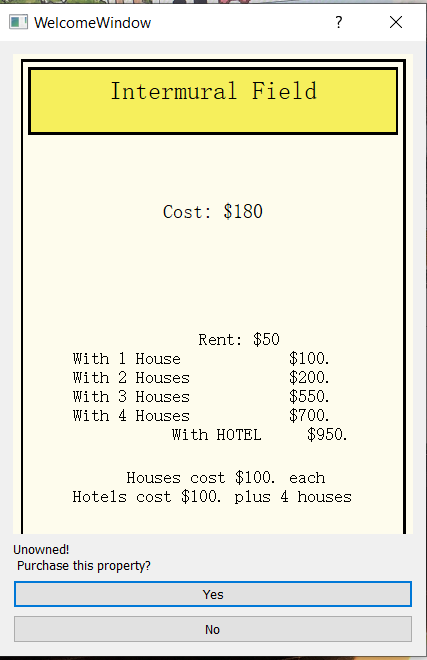 WelcomeWindow
?
Intermural Field
Cost: $180
Rent: $50
With 1 House $100.
With 2 Houses $200.
With 3 Houses $550.
With 4 Houses $700.
With HOTEL $950.
Houses cost $100. each
Hotels cost $100. plus 4 houses
Unowned!
Purchase this property?
Yes
No